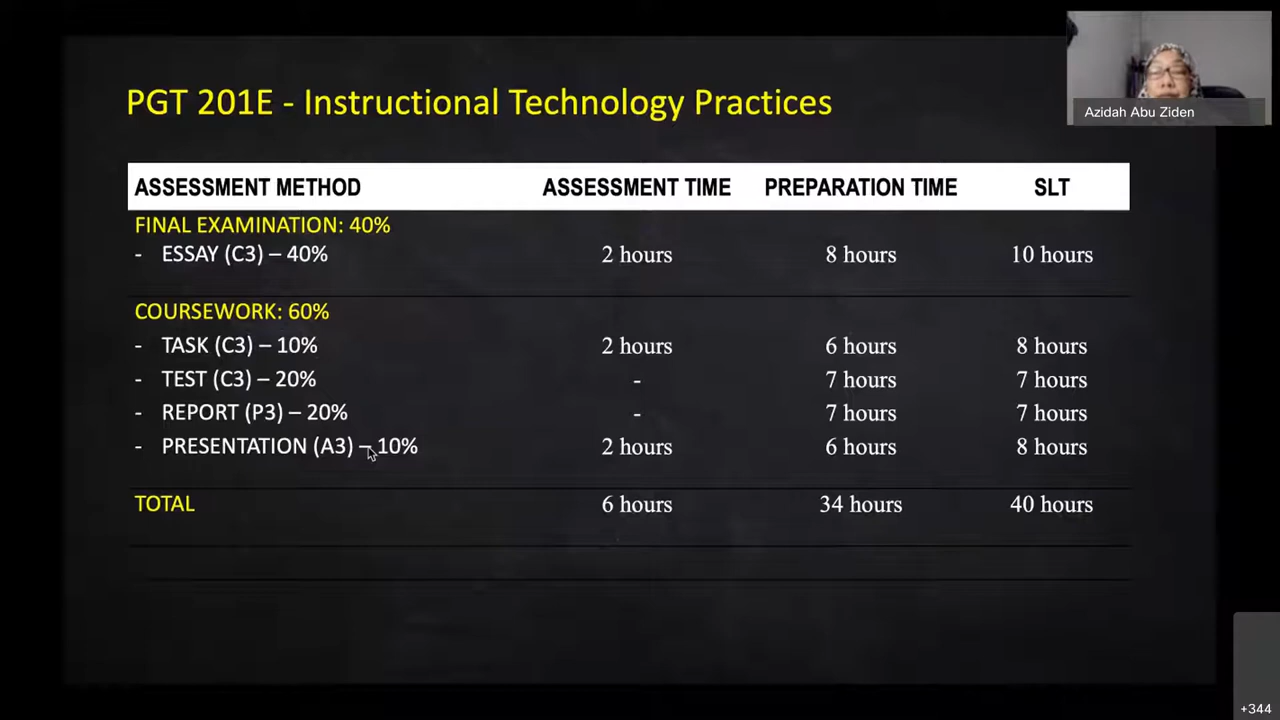 PGT 201E - Instructional Technology Practices
Azidah Abu Ziden
ASSESSMENT METHOD ASSESSMENT TIME PREPARATION TIME SLT
FINAL EXAMINATION: 40%
- ESSAY (C3) – 40% 2 hours 8 hours 10 hours
COURSEWORK: 60%
- TASK (C3) – 10% 2 hours 6 hours 8 hours
- TEST (C3) – 20% - 7 hours 7 hours
- REPORT (P3) – 20% - 7 hours 7 hours
- PRESENTATION (A3) – 10% 2 hours 6 hours 8 hours
TOTAL 6 hours 34 hours 40 hours
+344